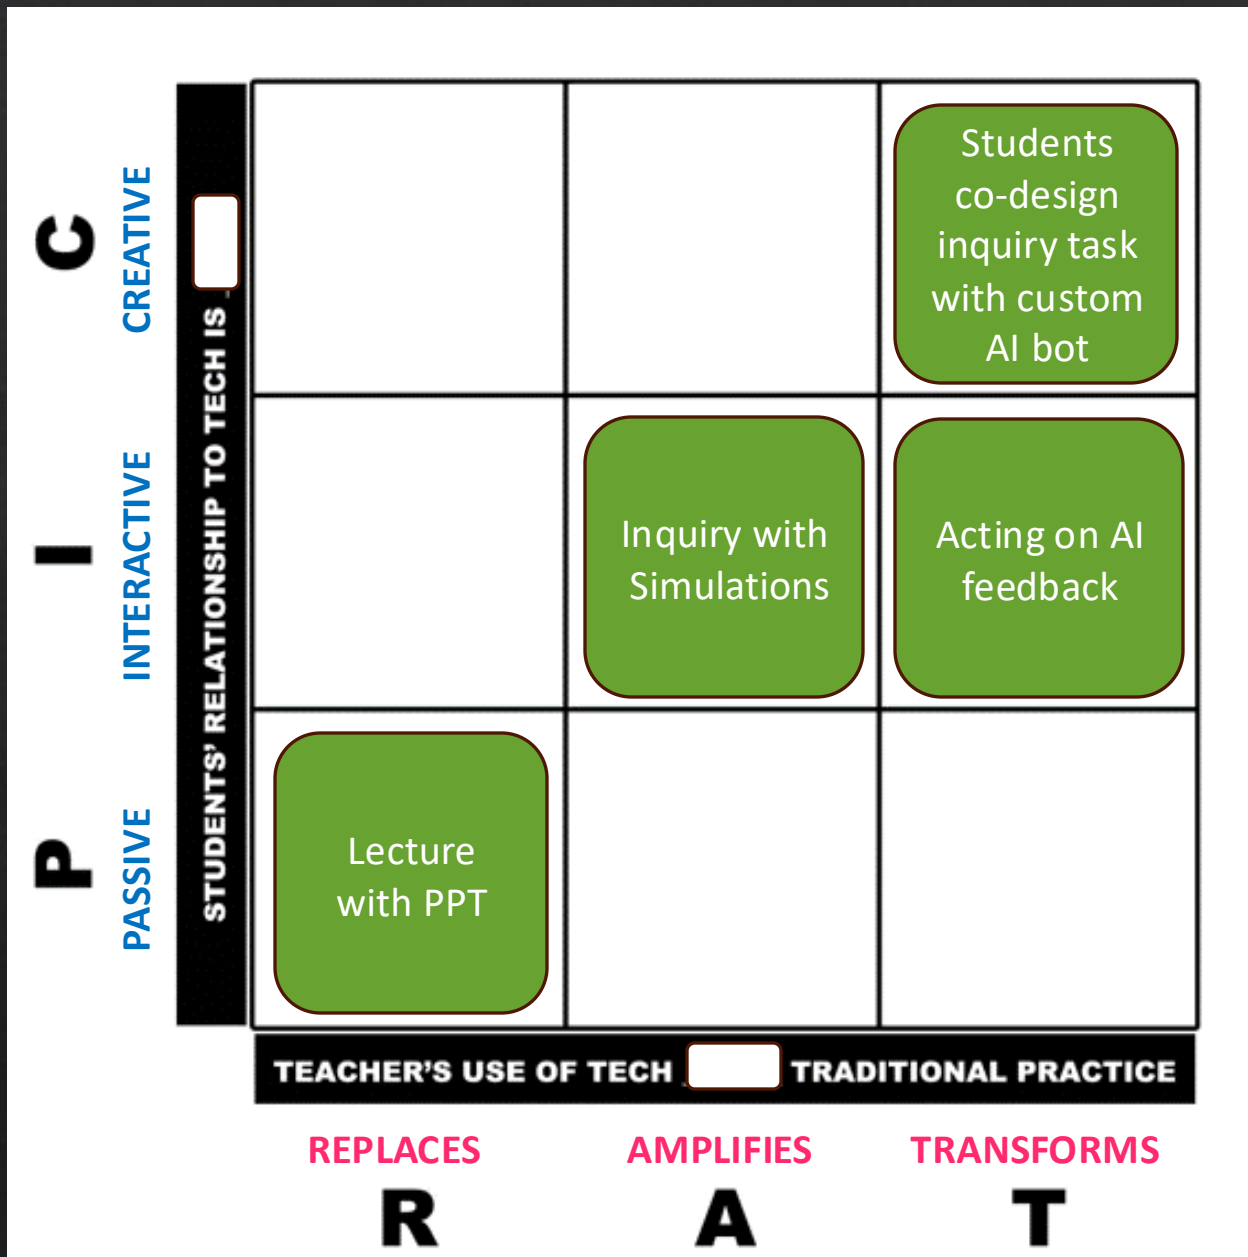 C
CREATIVE
I
INTERACTIVE
P
PASSIVE
STUDENTS' RELATIONSHIP TO TECH IS _
Students
co-design
inquiry task
with custom
AI bot
Inquiry with
Simulations
Acting on AI
feedback
Lecture
with PPT
TEACHER'S USE OF TECH TRADITIONAL PRACTICE
REPLACES AMPLIFIES TRANSFORMS
R A T